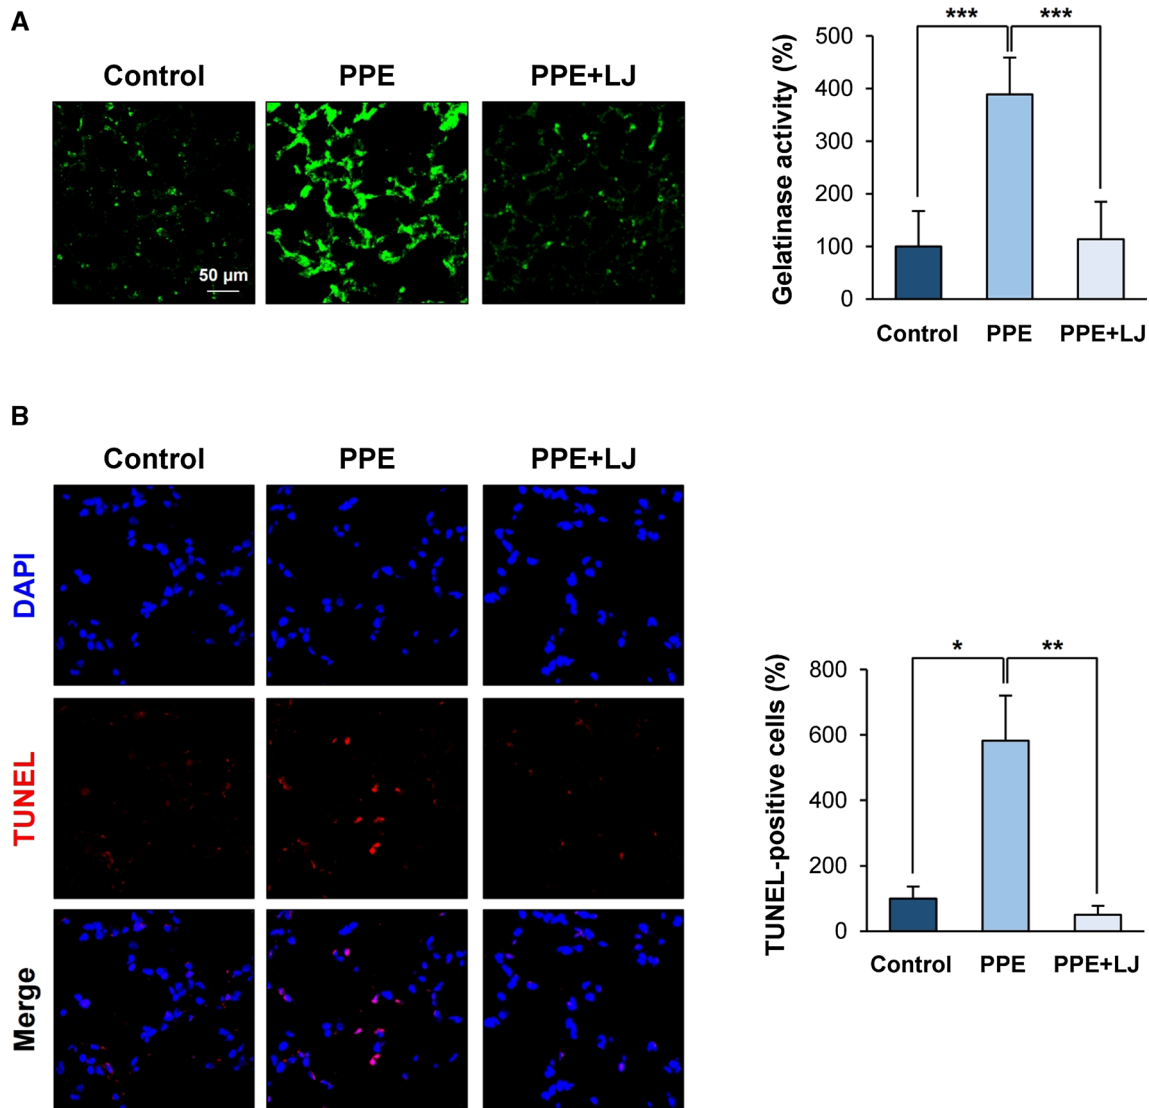 A
Control PPE PPE+LJ
50 µm
Gelatinase activity (%)
500
400
300
200
100
0
*** ***
Control PPE PPE+LJ
B
Control PPE PPE+LJ
DAPI
TUNEL
Merge
TUNEL-positive cells (%)
800
600
400
200
0
* **
Control PPE PPE+LJ